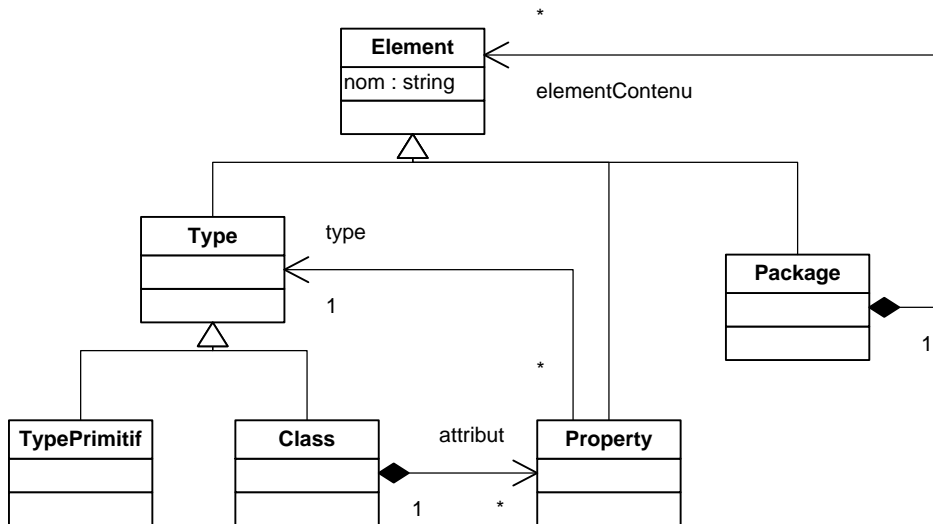 *
Element
nom : string
elementContenu
Type
type
Package
1
1
*
TypePrimitif
Class
attribut
Property
1
*